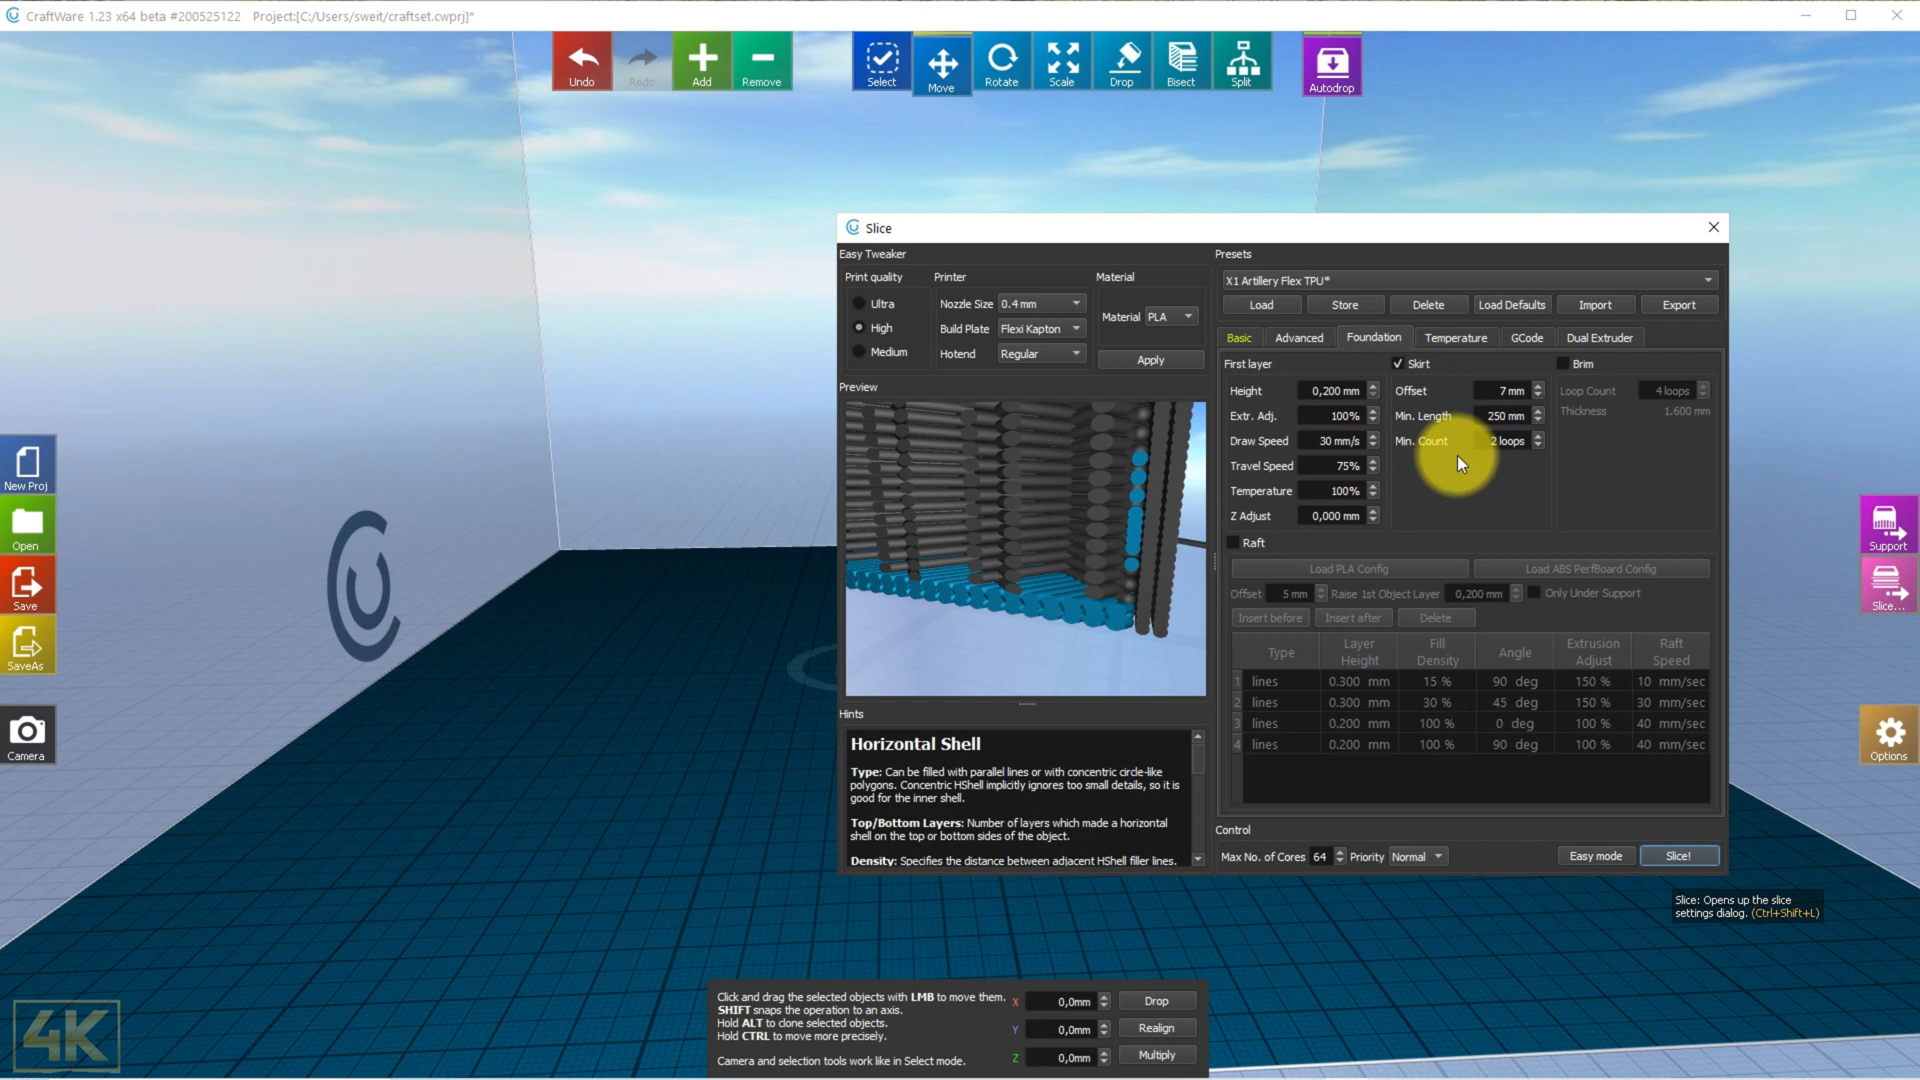 CraftWare 1.23 x64 beta #200525122 Project:[C:/Users/sweit/craftset.cwprj]*
Undo
Redo
Add
Remove
Select
Move
Rotate
Scale
Drop
Bisect
Split
Autodrop
New Proj
Open
Save
SaveAs
Camera
Support
Slice...
Options
Slice
Easy Tweaker
Print quality
Printer
Material
Ultra
High
Medium
Nozzle Size 0.4 mm
Build Plate Flexi Kapton
Hotend Regular
Material PLA
Apply
Preview
Hints
Horizontal Shell
Type: Can be filled with parallel lines or with concentric circle-like
polygons. Concentric HShell implicitly ignores too small details, so it is
good for the inner shell.
Top/Bottom Layers: Number of layers which made a horizontal
shell on the top or bottom sides of the object.
Density: Specifies the distance between adjacent HShell filler lines.
Presets
X1 Artillery Flex TPU*
Load Store Delete Load Defaults Import Export
Basic Advanced Foundation Temperature GCode Dual Extruder
First layer
Height 0,200 mm
Extr. Adj. 100%
Draw Speed 30 mm/s
Travel Speed 75%
Temperature 100%
Z Adjust 0,000 mm
Skirt
Offset 7 mm
Min. Length 250 mm
Min. Count 2 loops
Brim
Loop Count 4 loops
Thickness 1.600 mm
Raft
Load PLA Config Load ABS PerfBoard Config
Offset 5 mm Raise 1st Object Layer 0,200 mm Only Under Support
Insert before Insert after Delete
Type Layer Height Fill Density Angle Extrusion Adjust Raft Speed
1 lines 0.300 mm 15 % 90 deg 150 % 10 mm/sec
2 lines 0.300 mm 30 % 45 deg 150 % 30 mm/sec
3 lines 0.200 mm 100 % 0 deg 100 % 40 mm/sec
4 lines 0.200 mm 100 % 90 deg 100 % 40 mm/sec
Control
Max No. of Cores 64 Priority Normal Easy mode Slice!
Slice: Opens up the slice
settings dialog. (Ctrl+Shift+L)
Click and drag the selected objects with LMB to move them.
SHIFT snaps the operation to an axis.
Hold ALT to clone selected objects.
Hold CTRL to move more precisely.
Camera and selection tools work like in Select mode.
X 0,0mm Drop
Y 0,0mm Realign
Z 0,0mm Multiply
4K